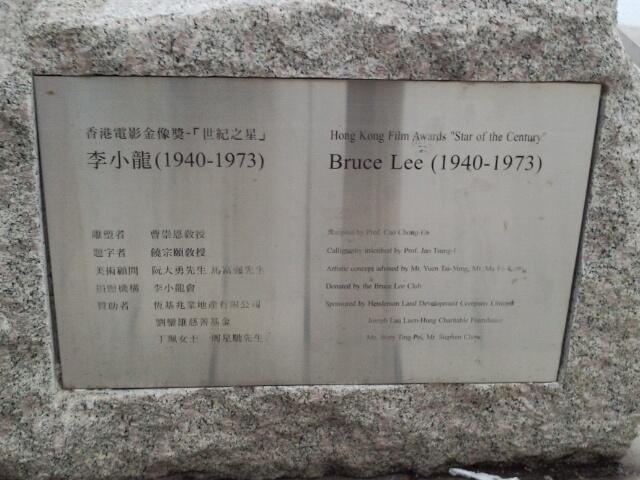 香港電影金像獎-「世紀之星」
李小龍(1940-1973)
雕塑者 曹崇恩教授
題字者 饒宗頤教授
美術顧問 阮大勇先生 馬富強先生
捐贈機構 李小龍會
贊助者 恆基兆業地產有限公司
劉鑾雄慈善基金
丁珮女士 周星馳先生
Hong Kong Film Awards "Star of the Century"
Bruce Lee (1940-1973)
Sculpted by Prof. Cao Chong-En
Calligraphy inscribed by Prof. Jao Tsung-I
Artistic concept advised by Mr. Yuen Tai-Yung, Mr. Ma Fu-Keung
Donated by the Bruce Lee Club
Sponsored by Henderson Land Development Company Limited
Joseph Lau Luen-Hung Charitable Foundation
Ms. Betty Ting-Pei, Mr. Stephen Chow